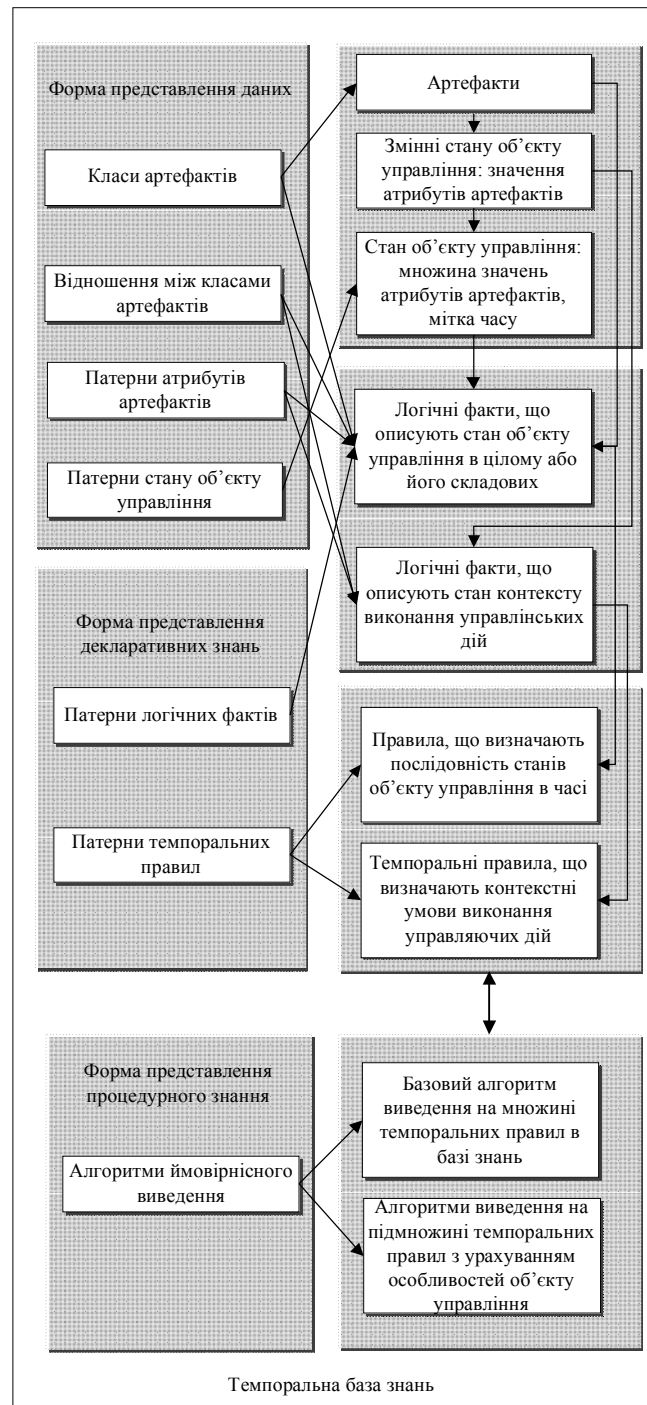 Форма представлення даних
Класи артефактів
Відношення між класами
артефактів
Патерни атрибутів
артефактів
Патерни стану об’єкту
управління
Артефакти
Змінні стану об’єкту
управління: значення
атрибутів артефактів
Стан об’єкту управління:
множина значень
атрибутів артефактів,
мітка часу
Логічні факти, що
описують стан об’єкту
управління в цілому або
його складових
Логічні факти, що
описують стан контексту
виконання управлінських
дій
Форма представлення
декларативних знань
Патерни логічних фактів
Патерни темпоральних
правил
Правила, що визначають
послідовність станів
об’єкту управління в часі
Темпоральні правила, що
визначають контекстні
умови виконання
управляючих дій
Форма представлення
процедурного знання
Алгоритми ймовірнісного
виведення
Базовий алгоритм
виведення на множині
темпоральних правил в
базі знань
Алгоритми виведення на
підмножині темпоральних
правил з урахуванням
особливостей об’єкту
управління
Темпоральна база знань